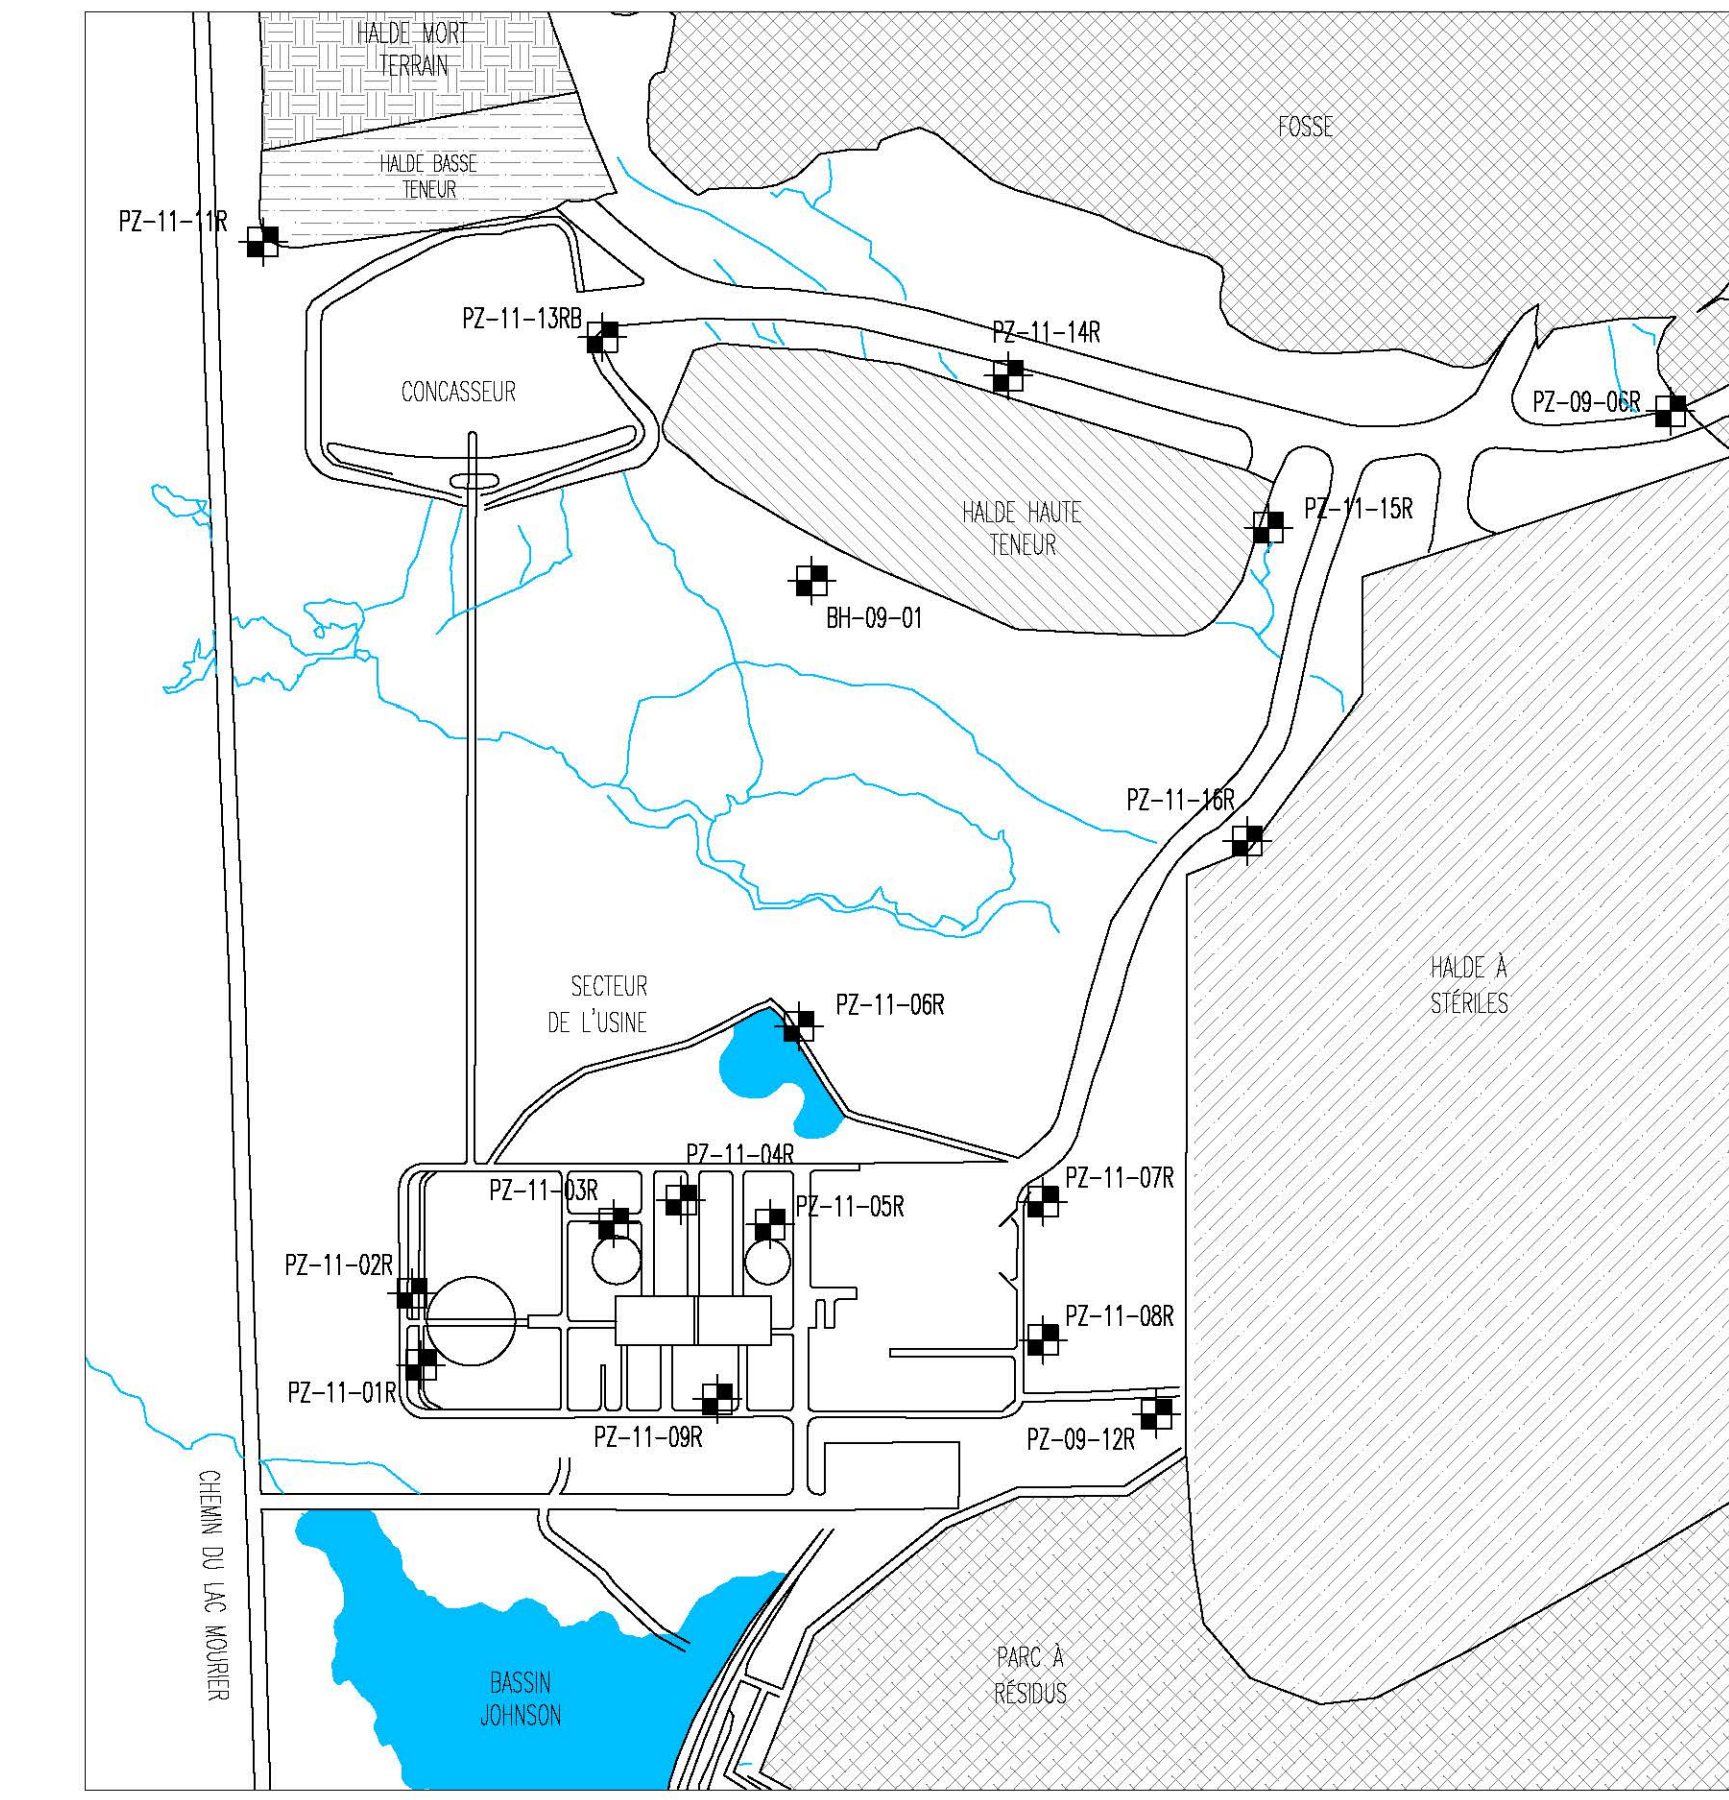 HALDE MORT
TERRAIN
FOSSE
HALDE BASSE
TENEUR
PZ-11-11R
PZ-11-13RB
PZ-11-14R
CONCASSEUR
PZ-09-06R
HALDE HAUTE
TENEUR
PZ-11-15R
BH-09-01
PZ-11-16R
HALDE À
STÉRILES
SECTEUR
DE L'USINE
PZ-11-06R
PZ-11-04R
PZ-11-07R
PZ-11-03R
PZ-11-05R
PZ-11-02R
PZ-11-08R
PZ-11-01R
PZ-11-09R
PZ-09-12R
CHEMIN DU LAC MOURIER
PARC À
RÉSIDUS
BASSIN
JOHNSON